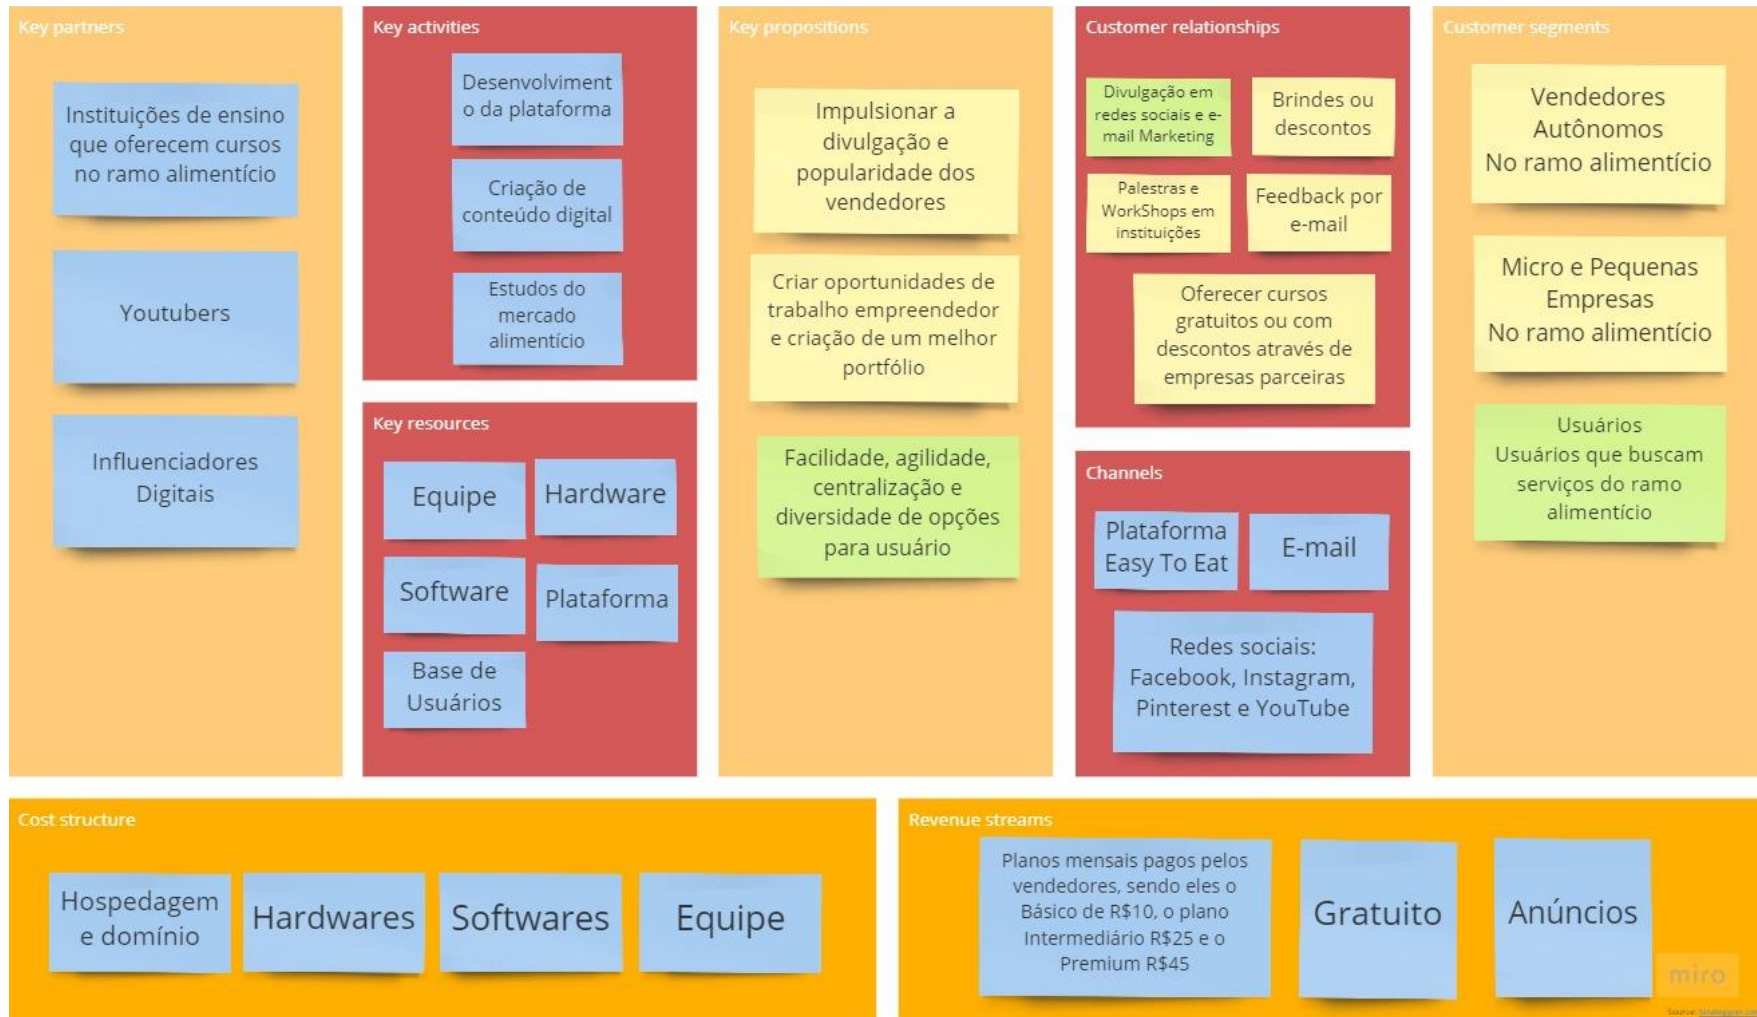 Key partners
Instituições de ensino
que oferecem cursos
no ramo alimentício
Youtubers
Influenciadores
Digitais
Key activities
Desenvolviment
o da plataforma
Criação de
conteúdo digital
Estudos do
mercado
alimentício
Key resources
Equipe
Hardware
Software
Plataforma
Base de
Usuários
Key propositions
Impulsionar a
divulgação e
popularidade dos
vendedores
Criar oportunidades de
trabalho empreendedor
e criação de um melhor
portfólio
Facilidade, agilidade,
centralização e
diversidade de opções
para usuário
Customer relationships
Divulgação em
redes sociais e e-
mail Marketing
Brindes ou
descontos
Palestras e
WorkShops em
instituições
Feedback por
e-mail
Oferecer cursos
gratuitos ou com
descontos através de
empresas parceiras
Channels
Plataforma
Easy To Eat
E-mail
Redes sociais:
Facebook, Instagram,
Pinterest e YouTube
Customer segments
Vendedores
Autônomos
No ramo alimentício
Micro e Pequenas
Empresas
No ramo alimentício
Usuários
Usuários que buscam
serviços do ramo
alimentício
Cost structure
Hospedagem
e domínio
Hardwares
Softwares
Equipe
Revenue streams
Planos mensais pagos pelos
vendedores, sendo eles o
Básico de R$10, o plano
Intermediário R$25 e o
Premium R$45
Gratuito
Anúncios
miro
Source: